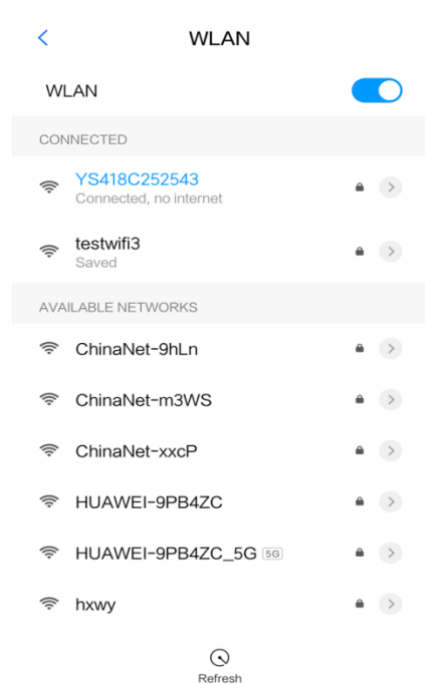 WLAN
WLAN
CONNECTED
YS418C252543
Connected, no internet
testwifi3
Saved
AVAILABLE NETWORKS
ChinaNet-9hLn
ChinaNet-m3WS
ChinaNet-xxcP
HUAWEI-9PB4ZC
HUAWEI-9PB4ZC_5G 5G
hxwy
Refresh